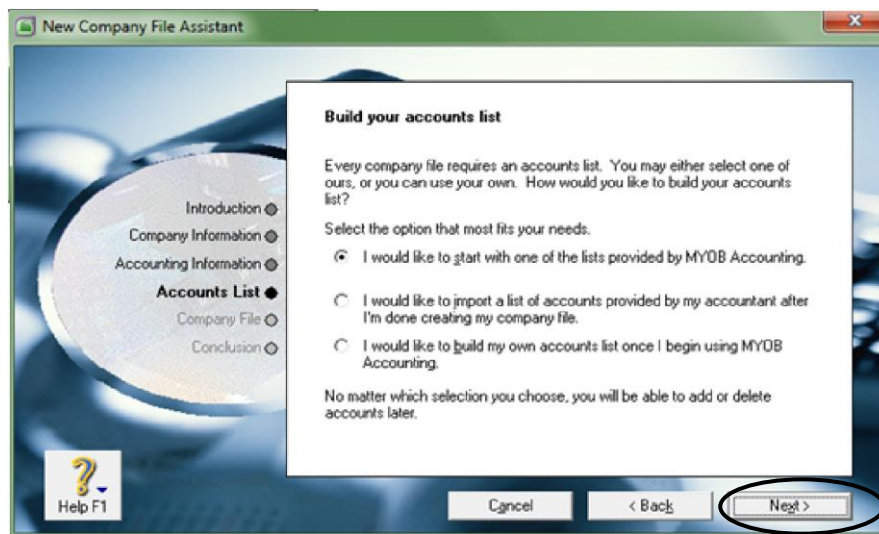 New Company File Assistant
Build your accounts list
Every company file requires an accounts list. You may either select one of
ours, or you can use your own. How would you like to build your accounts
list?
Introduction
Company Information
Accounting Information
Accounts List
Company File
Conclusion
Select the option that most fits your needs.
I would like to start with one of the lists provided by MYOB Accounting.
I would like to import a list of accounts provided by my accountant after
I'm done creating my company file.
I would like to build my own accounts list once I begin using MYOB
Accounting.
No matter which selection you choose, you will be able to add or delete
accounts later.
Help F1
Cancel
< Back
Next >